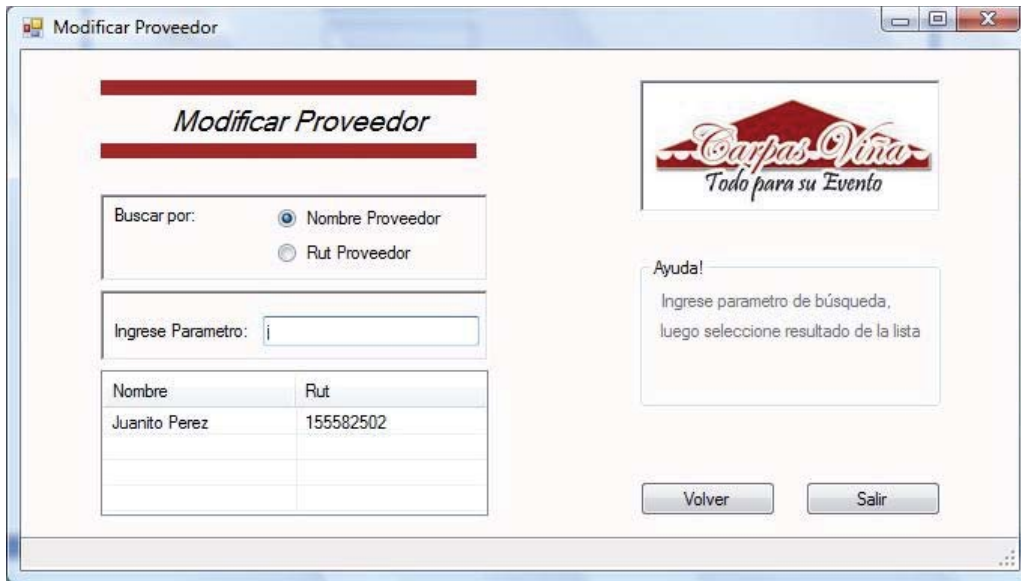 Modificar Proveedor
Modificar Proveedor
Buscar por:
Nombre Proveedor
Rut Proveedor
Ingrese Parametro: j
Nombre Rut
Juanito Perez 155582502
Carpas Viña
Todo para su Evento
Ayuda!
Ingrese parametro de búsqueda,
luego seleccione resultado de la lista
Volver Salir